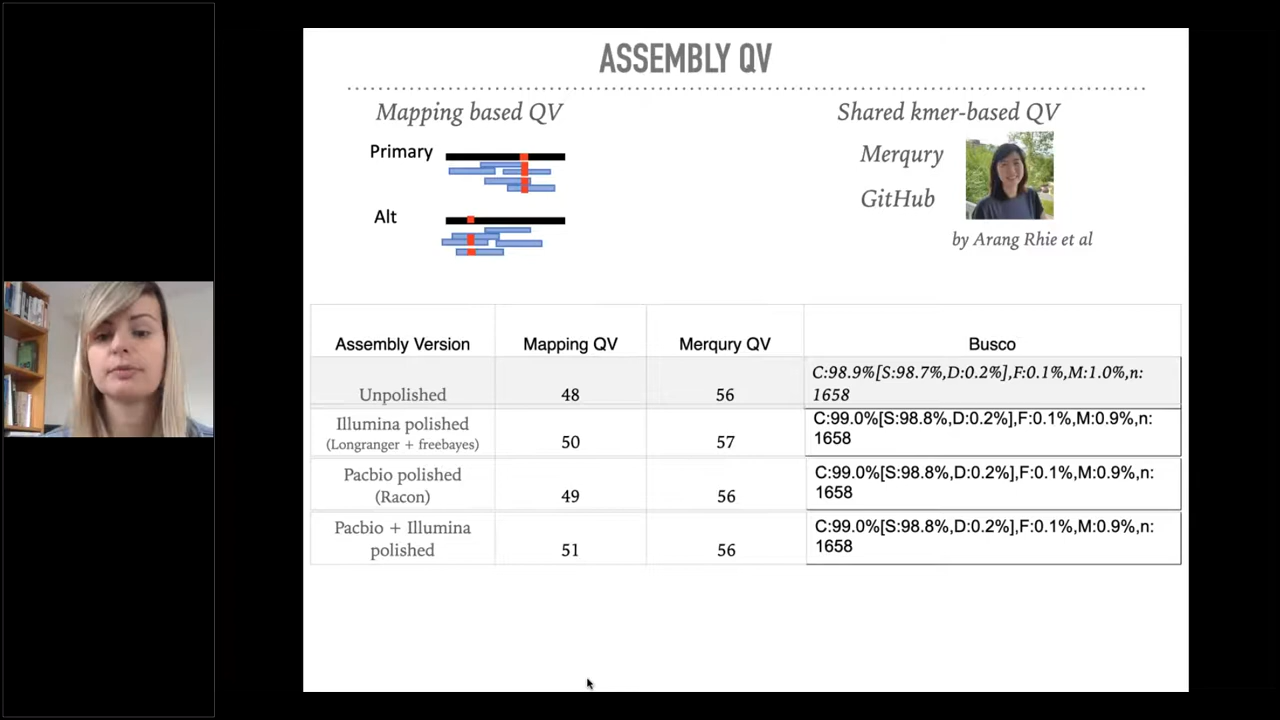 ASSEMBLY QV
Mapping based QV
Primary
Alt
Shared kmer-based QV
Merqury
GitHub
by Arang Rhie et al
Assembly Version
Mapping QV
Merqury QV
Busco
Unpolished
48
56
C:98.9%[S:98.7%,D:0.2%],F:0.1%,M:1.0%,n:
1658
Illumina polished
(Longranger + freebayes)
50
57
C:99.0%[S:98.8%,D:0.2%],F:0.1%,M:0.9%,n:
1658
Pacbio polished
(Racon)
49
56
C:99.0%[S:98.8%,D:0.2%],F:0.1%,M:0.9%,n:
1658
Pacbio + Illumina
polished
51
56
C:99.0%[S:98.8%,D:0.2%],F:0.1%,M:0.9%,n:
1658